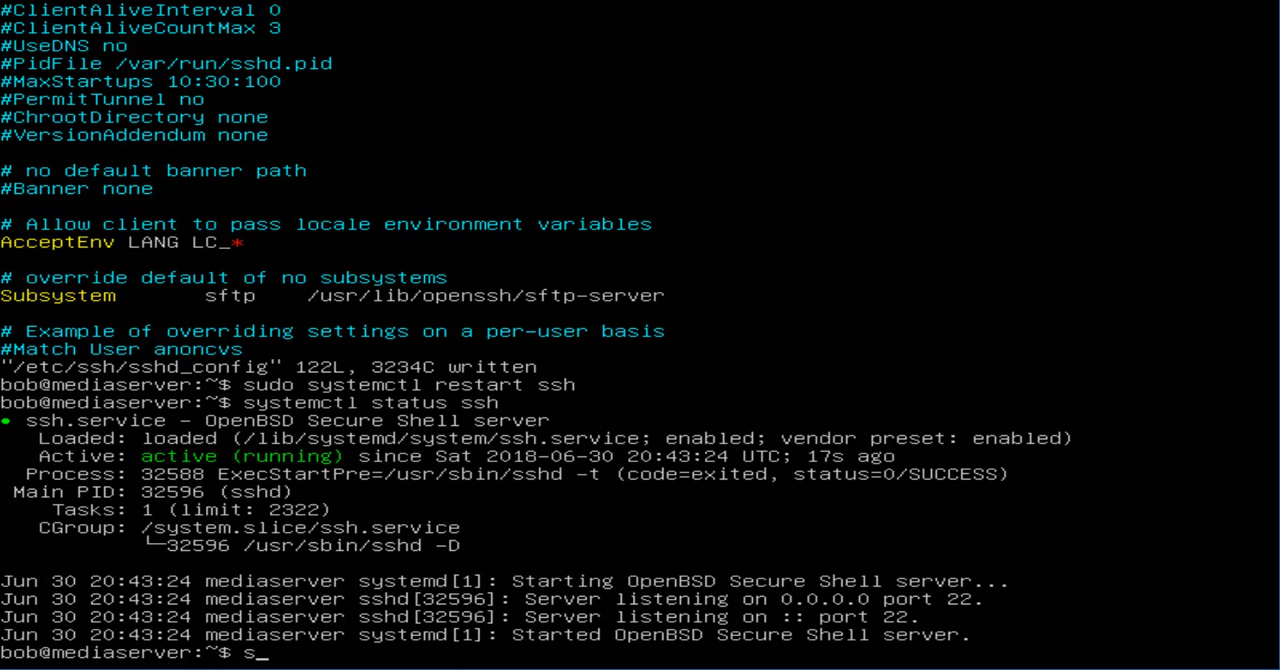 #ClientAliveInterval 0
#ClientAliveCountMax 3
#UseDNS no
#PidFile /var/run/sshd.pid
#MaxStartups 10:30:100
#PermitTunnel no
#ChrootDirectory none
#VersionAddendum none
# no default banner path
#Banner none
# Allow client to pass locale environment variables
AcceptEnv LANG LC_*
# override default of no subsystems
Subsystem       sftp    /usr/lib/openssh/sftp-server
# Example of overriding settings on a per-user basis
#Match User anoncvs
"/etc/ssh/sshd_config" 122L, 3234C written
bob@mediaserver:~$ sudo systemctl restart ssh
bob@mediaserver:~$ systemctl status ssh
● ssh.service - OpenBSD Secure Shell server
   Loaded: loaded (/lib/systemd/system/ssh.service; enabled; vendor preset: enabled)
   Active: active (running) since Sat 2018-06-30 20:43:24 UTC; 17s ago
  Process: 32588 ExecStartPre=/usr/sbin/sshd -t (code=exited, status=0/SUCCESS)
 Main PID: 32596 (sshd)
    Tasks: 1 (limit: 2322)
   CGroup: /system.slice/ssh.service
           └─32596 /usr/sbin/sshd -D
Jun 30 20:43:24 mediaserver systemd[1]: Starting OpenBSD Secure Shell server...
Jun 30 20:43:24 mediaserver sshd[32596]: Server listening on 0.0.0.0 port 22.
Jun 30 20:43:24 mediaserver sshd[32596]: Server listening on :: port 22.
Jun 30 20:43:24 mediaserver systemd[1]: Started OpenBSD Secure Shell server.
bob@mediaserver:~$ s_